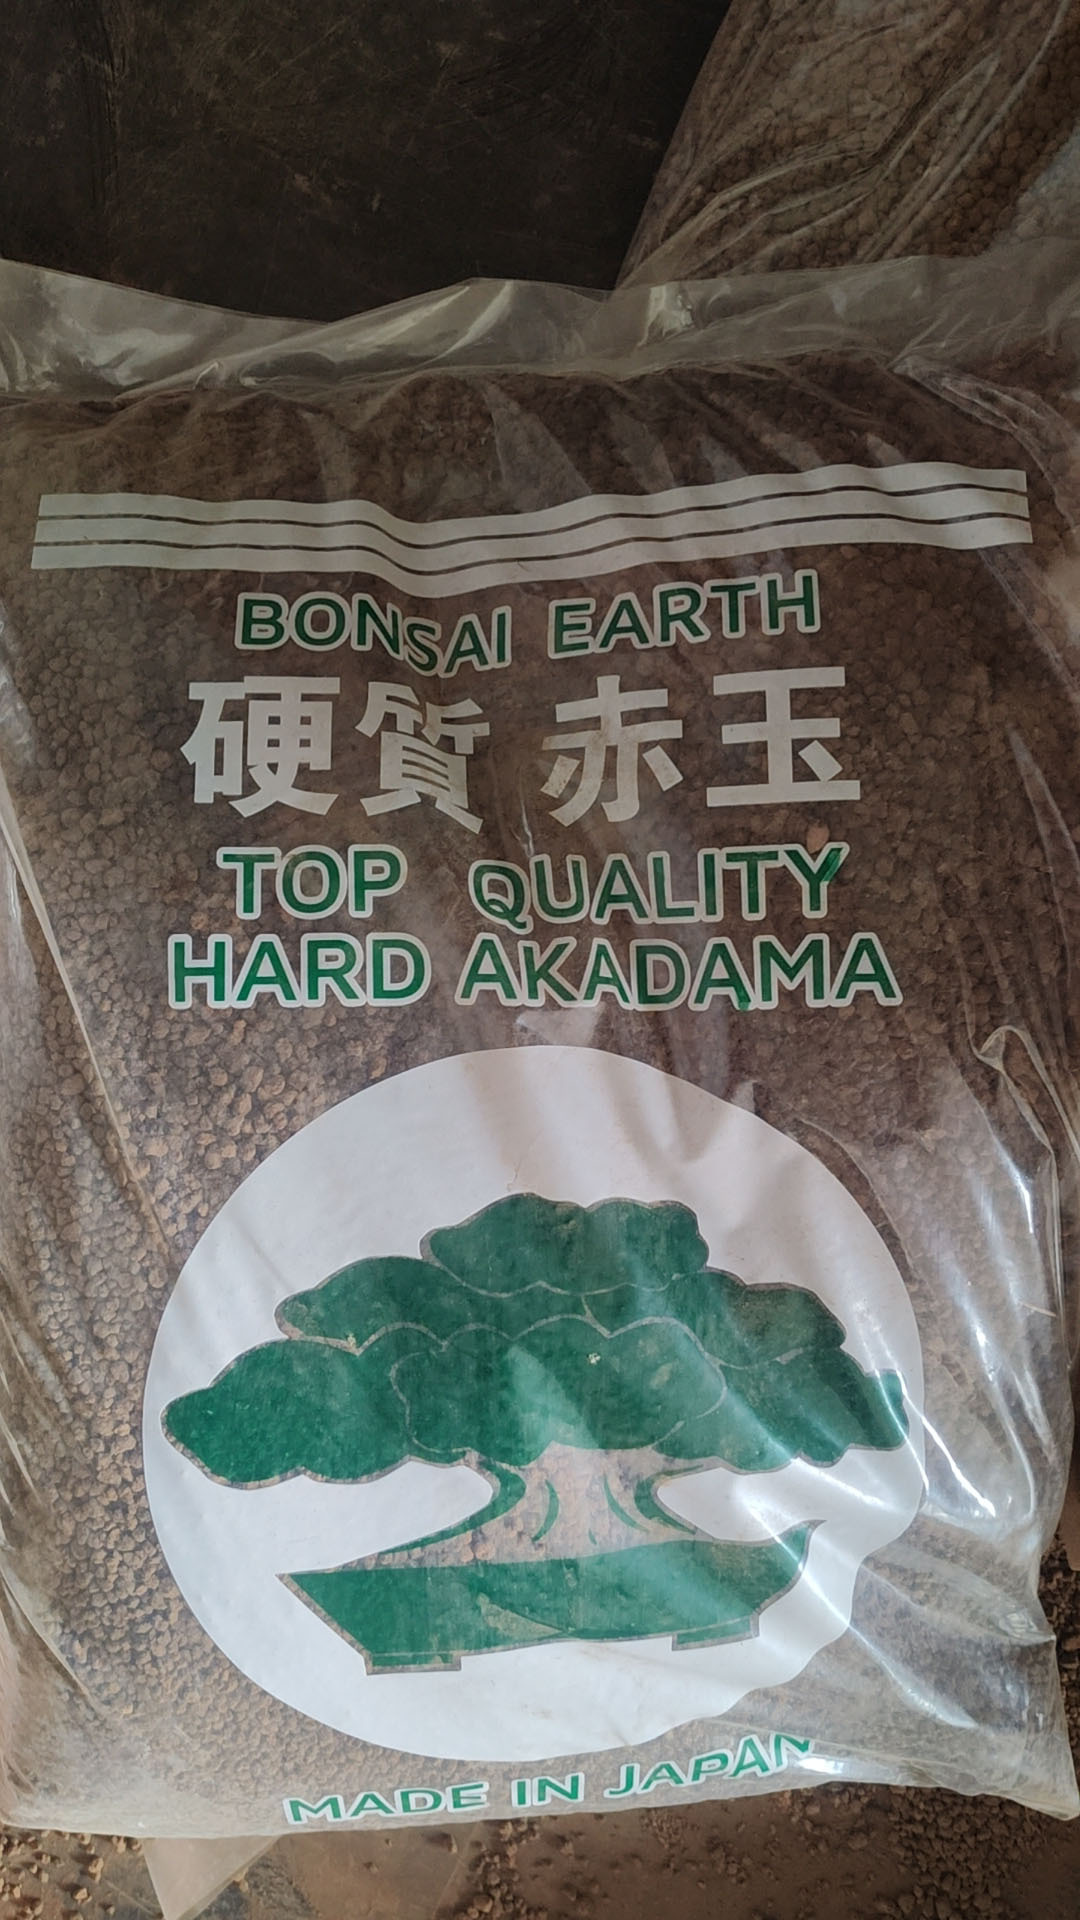 BONSAI EARTH
硬質 赤玉
TOP QUALITY
HARD AKADAMA
MADE IN JAPAN